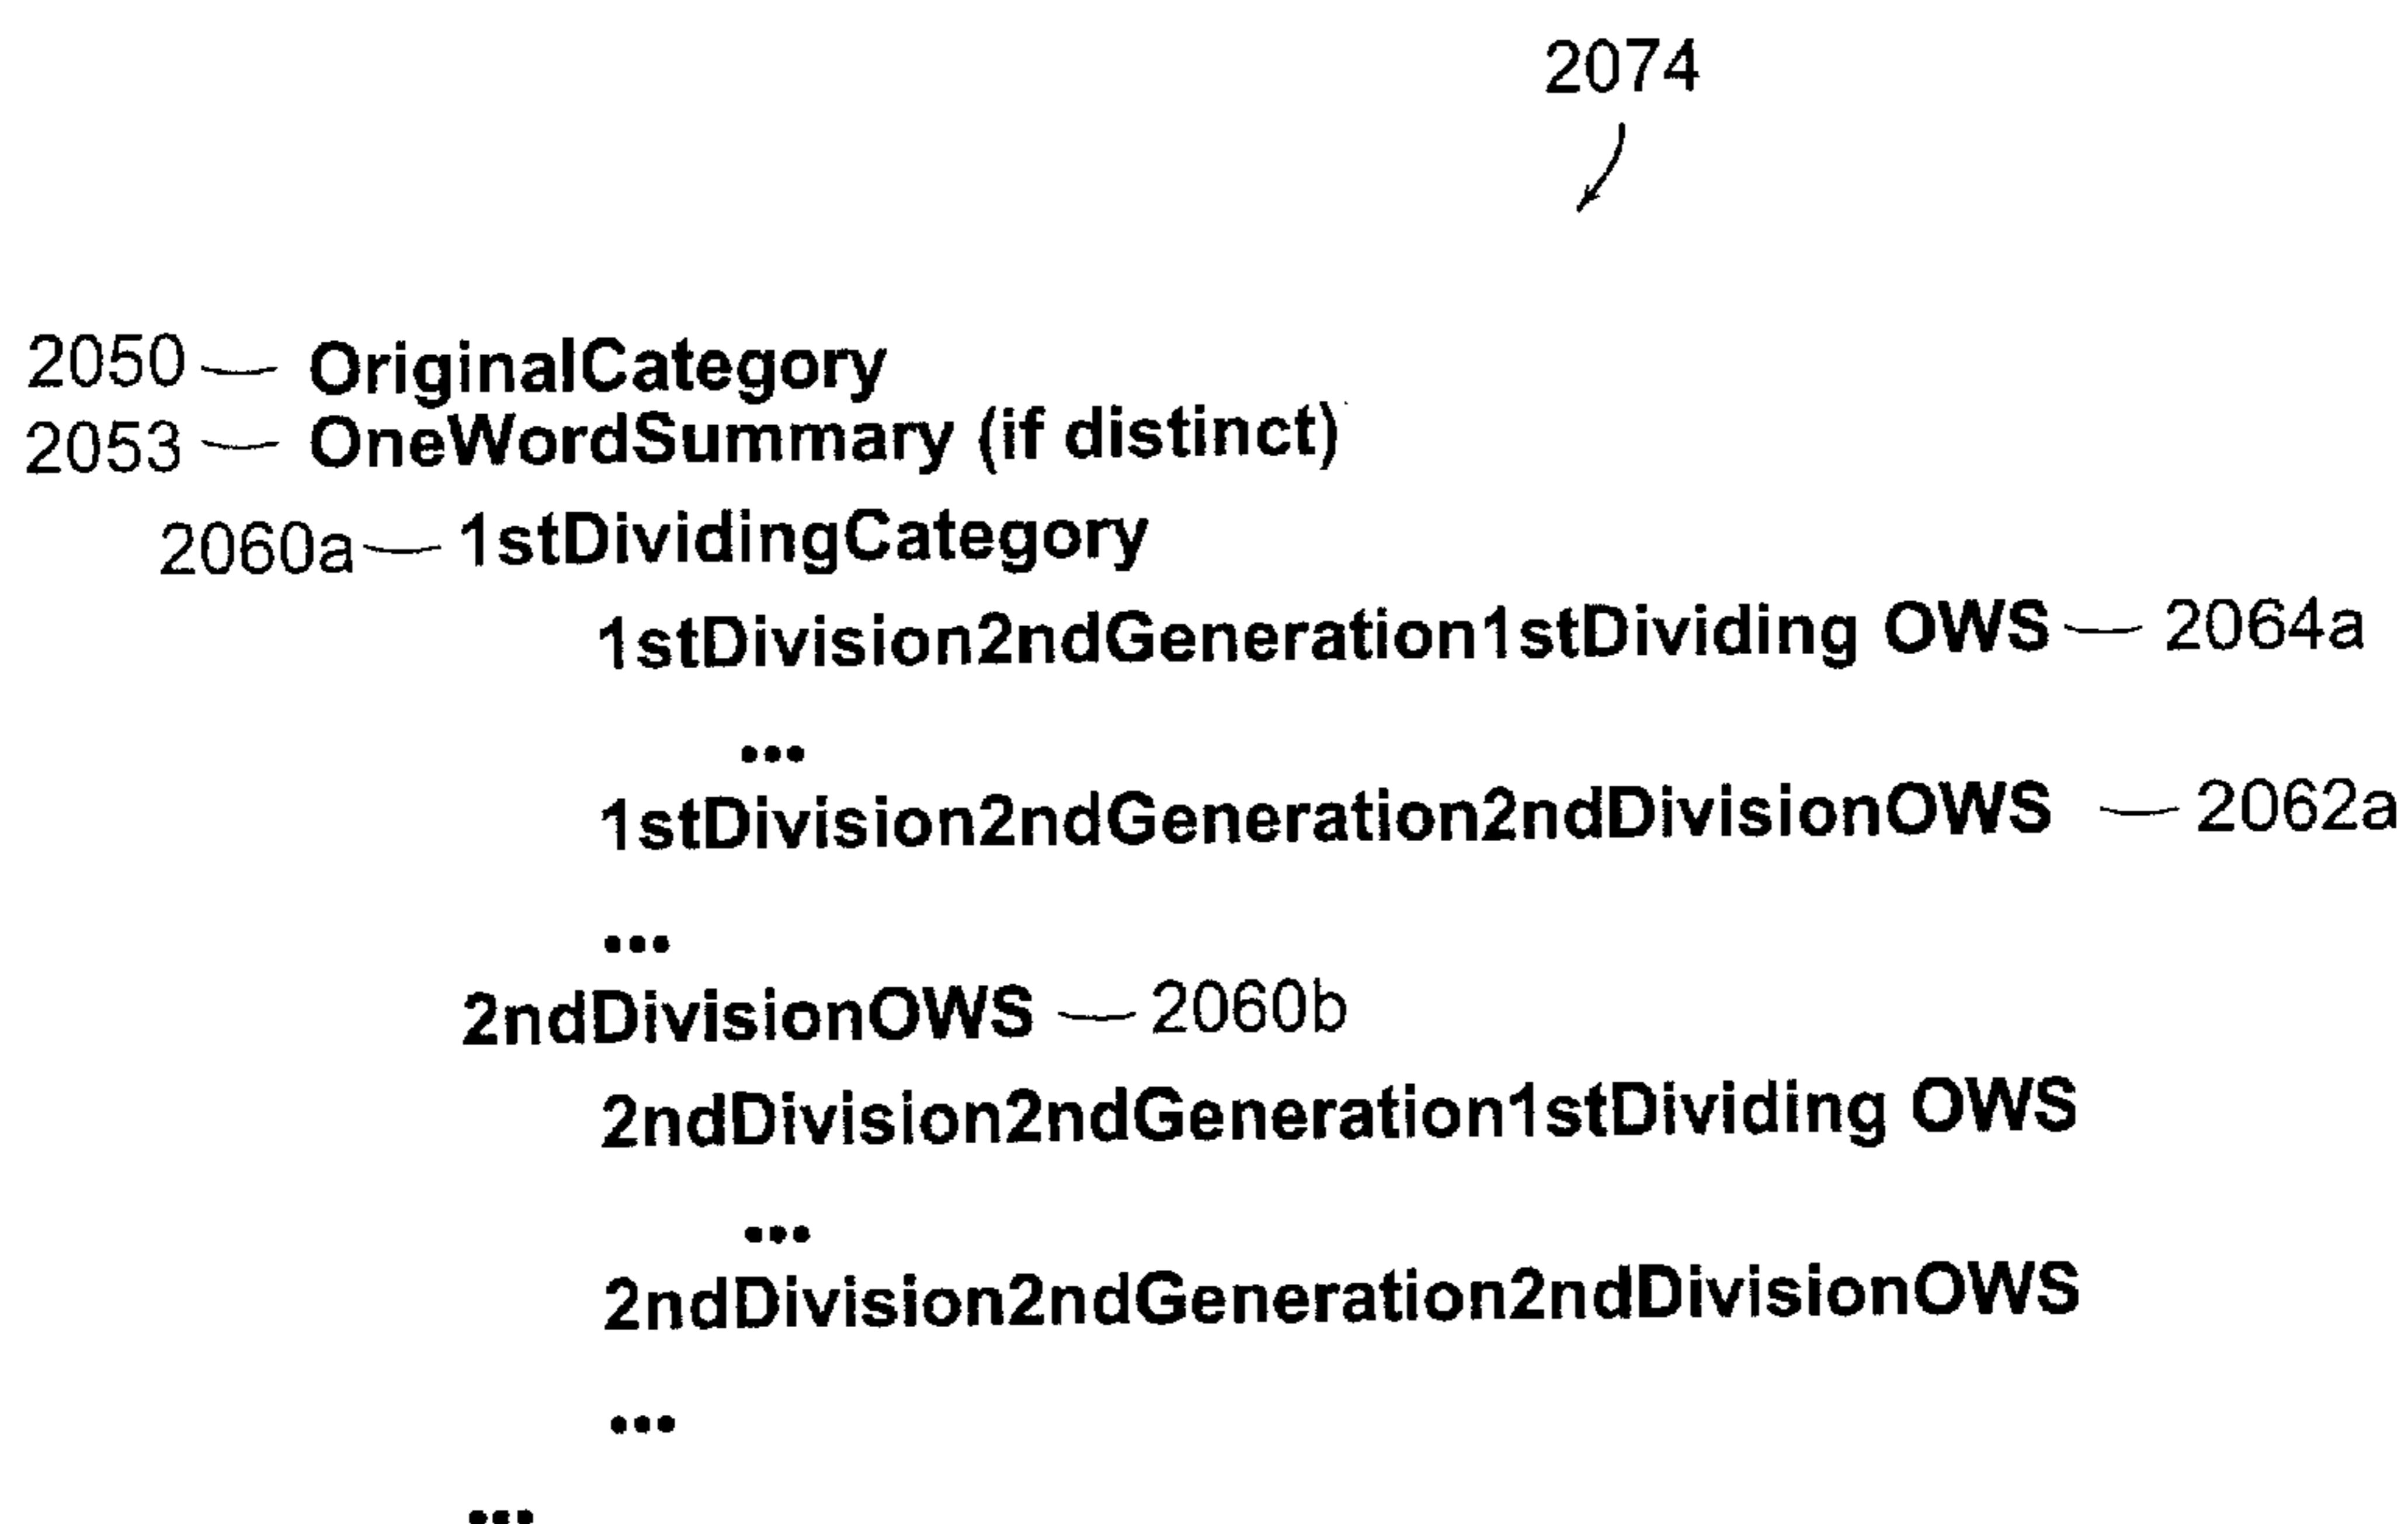 2074
2050 OriginalCategory
2053 OneWordSummary (if distinct)
2060a 1stDividingCategory
1stDivision2ndGeneration1stDividing OWS 2064a
...
1stDivision2ndGeneration2ndDivisionOWS 2062a
...
2ndDivisionOWS 2060b
2ndDivision2ndGeneration1stDividing OWS
...
2ndDivision2ndGeneration2ndDivisionOWS
...
...